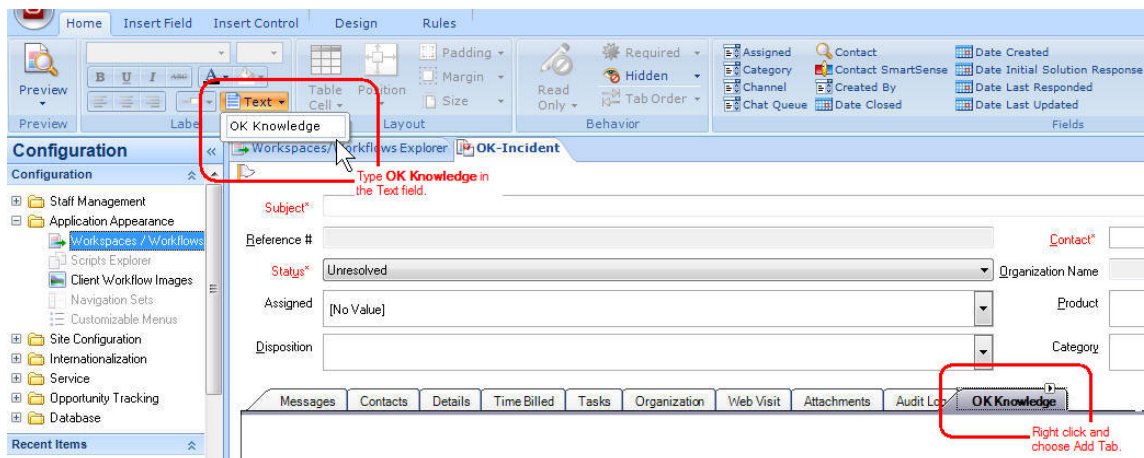 Home Insert Field Insert Control Design Rules
Padding Required Assigned Contact Date Created
B U I ABC A Margin Hidden Category Contact SmartSense Date Initial Solution Response
Preview Text Table Cell Position Size Read Only Tab Order Channel Created By Date Last Responded
Chat Queue Date Closed Date Last Updated
Preview Labe Layout Behavior Fields
OK Knowledge
Configuration « Workspaces/Workflows Explorer OK-Incident
Configuration
Type OK Knowledge in
the Text field.
Staff Management
Application Appearance
Workspaces / Workflows
Scripts Explorer
Client Workflow Images
Navigation Sets
Customizable Menus
Site Configuration
Internationalization
Service
Opportunity Tracking
Database
Recent Items
Subject*
Reference # Contact*
Status* Unresolved Organization Name
Assigned [No Value] Product
Disposition Category
Messages Contacts Details Time Billed Tasks Organization Web Visit Attachments Audit Log OK Knowledge
Right click and
choose Add Tab.